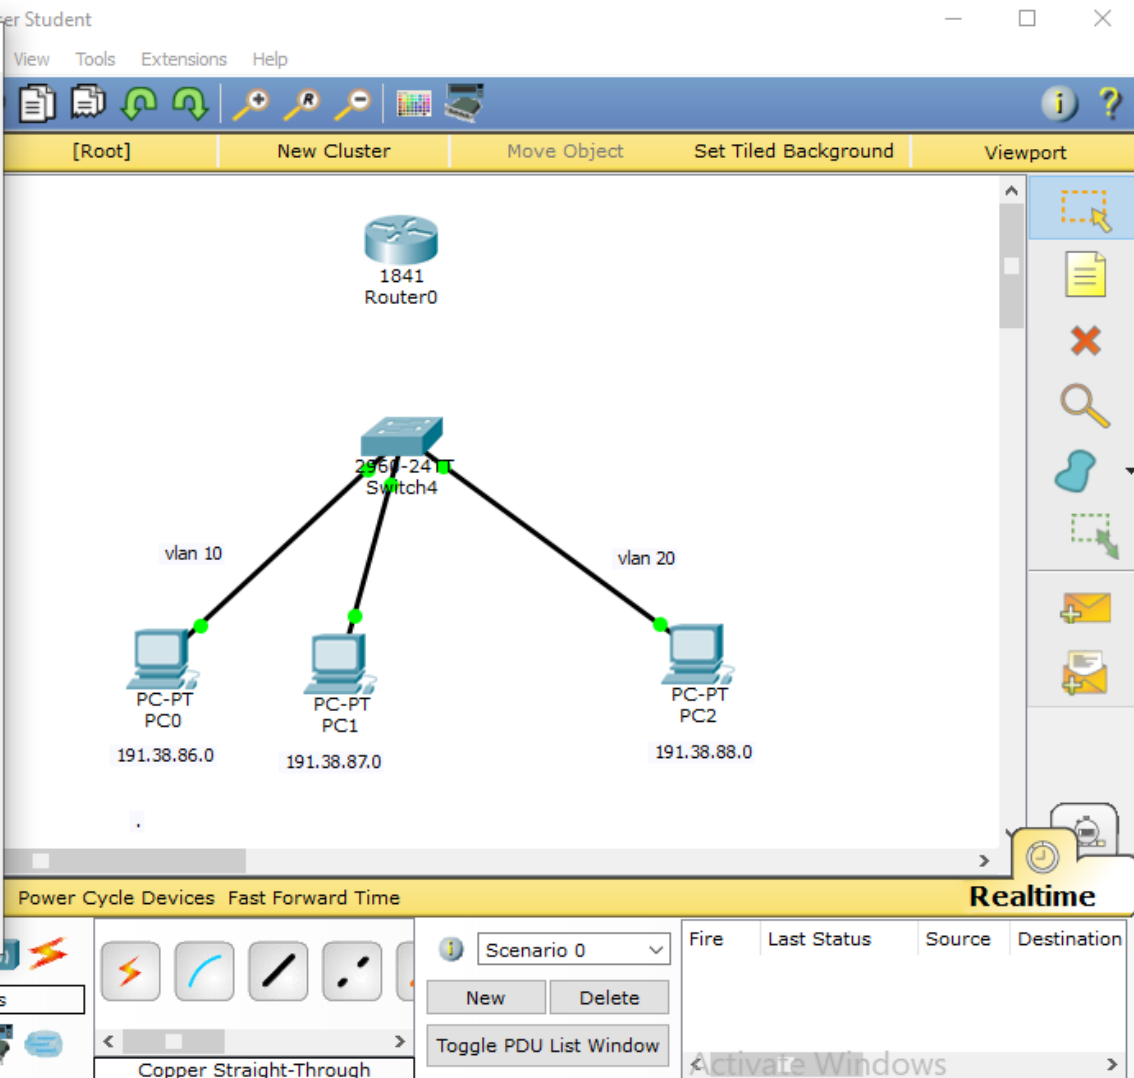 er Student
View Tools Extensions Help
R
i ?
[Root] New Cluster Move Object Set Tiled Background Viewport
1841
Router0
2960-24TT
Switch4
vlan 10
vlan 20
PC-PT
PC0
PC-PT
PC1
PC-PT
PC2
191.38.86.0
191.38.87.0
191.38.88.0
.
Realtime
Power Cycle Devices Fast Forward Time
i Scenario 0
New Delete
Toggle PDU List Window
Fire Last Status Source Destination
s
Copper Straight-Through
Activate Windows